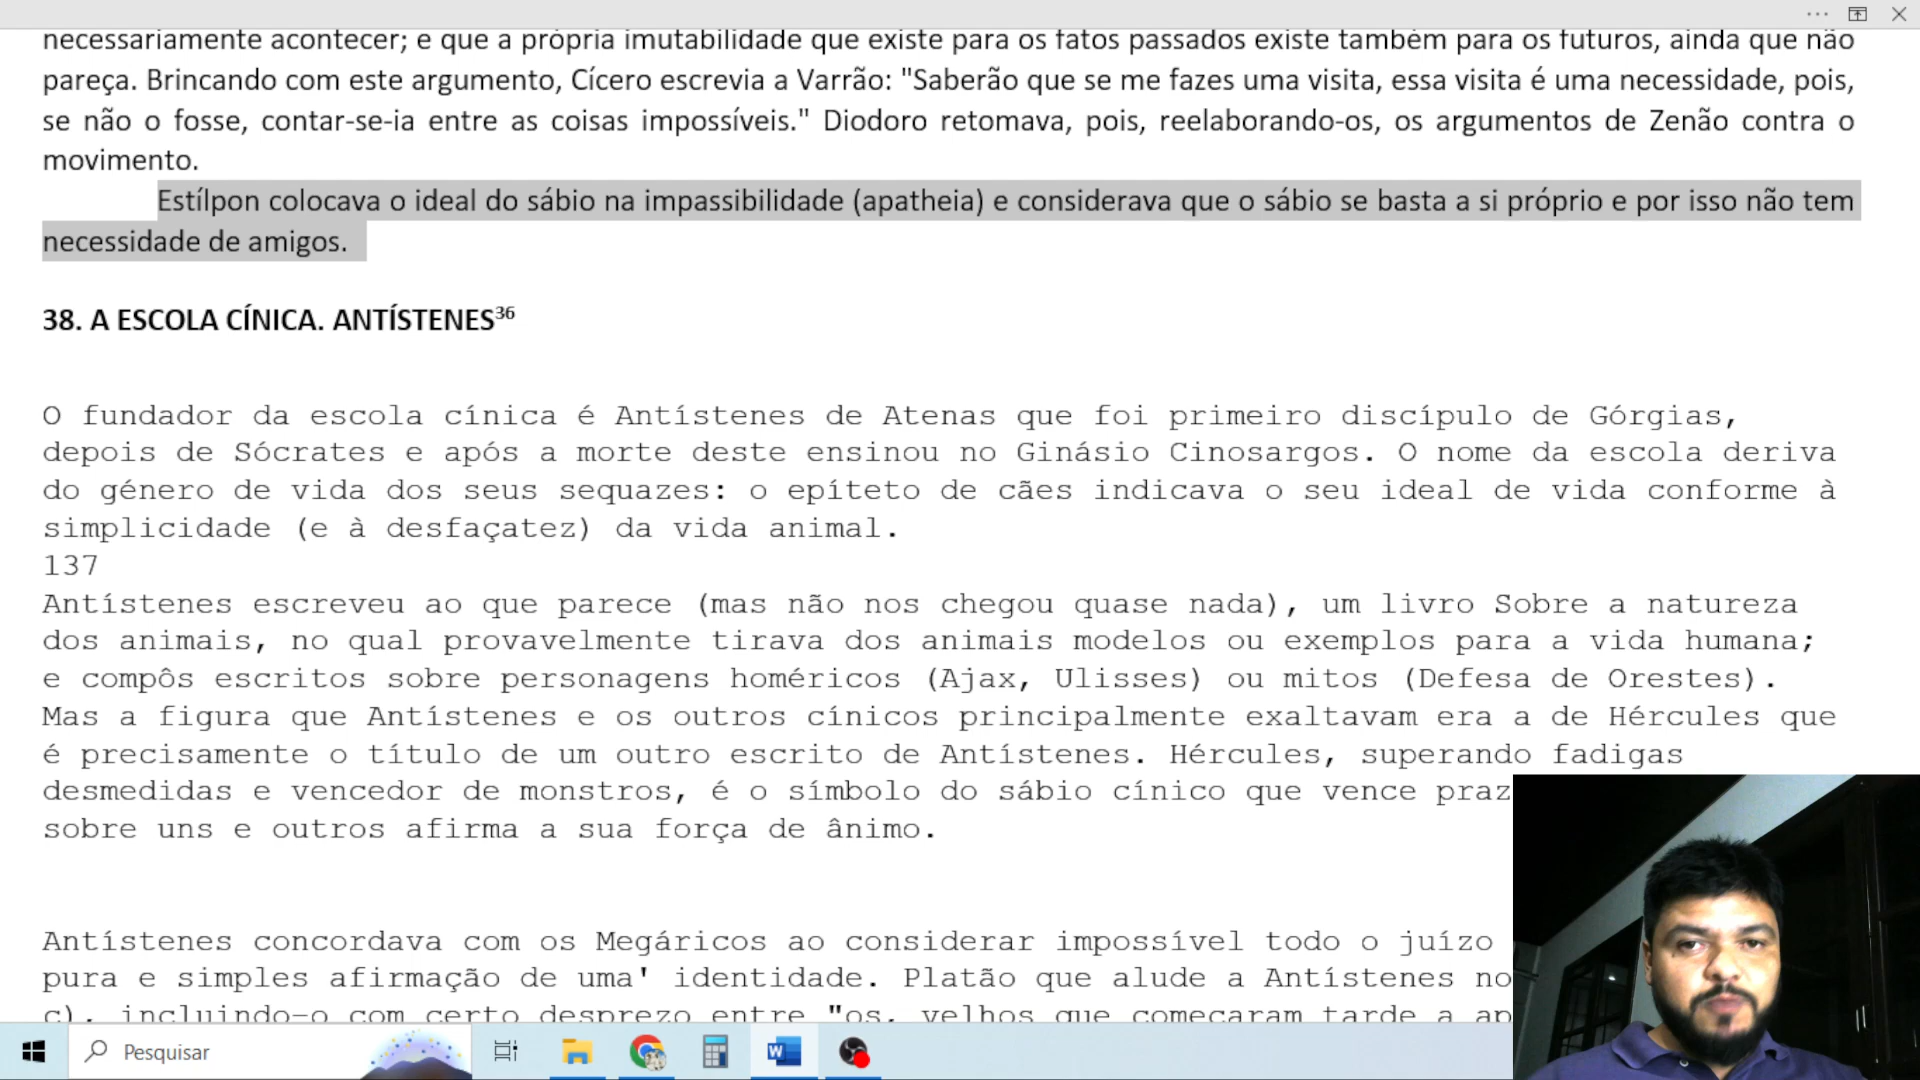 necessariamente acontecer; e que a própria imutabilidade que existe para os fatos passados existe também para os futuros, ainda que não
pareça. Brincando com este argumento, Cícero escrevia a Varrão: "Saberão que se me fazes uma visita, essa visita é uma necessidade, pois,
se não o fosse, contar-se-ia entre as coisas impossíveis." Diodoro retomava, pois, reelaborando-os, os argumentos de Zenão contra o
movimento.
Estílpon colocava o ideal do sábio na impassibilidade (apatheia) e considerava que o sábio se basta a si próprio e por isso não tem
necessidade de amigos.
38. A ESCOLA CÍNICA. ANTÍSTENES36
O fundador da escola cínica é Antístenes de Atenas que foi primeiro discípulo de Górgias,
depois de Sócrates e após a morte deste ensinou no Ginásio Cinosargos. O nome da escola deriva
do género de vida dos seus sequazes: o epíteto de cães indicava o seu ideal de vida conforme à
simplicidade (e à desfaçatez) da vida animal.
137
Antístenes escreveu ao que parece (mas não nos chegou quase nada), um livro Sobre a natureza
dos animais, no qual provavelmente tirava dos animais modelos ou exemplos para a vida humana;
e compôs escritos sobre personagens homéricos (Ajax, Ulisses) ou mitos (Defesa de Orestes).
Mas a figura que Antístenes e os outros cínicos principalmente exaltavam era a de Hércules que
é precisamente o título de um outro escrito de Antístenes. Hércules, superando fadigas
desmedidas e vencedor de monstros, é o símbolo do sábio cínico que vence praz
sobre uns e outros afirma a sua força de ânimo.
Antístenes concordava com os Megáricos ao considerar impossível todo o juízo
pura e simples afirmação de uma' identidade. Platão que alude a Antístenes no
c), incluindo-o com certo desprezo entre "os, velhos que começaram tarde a ap
Pesquisar